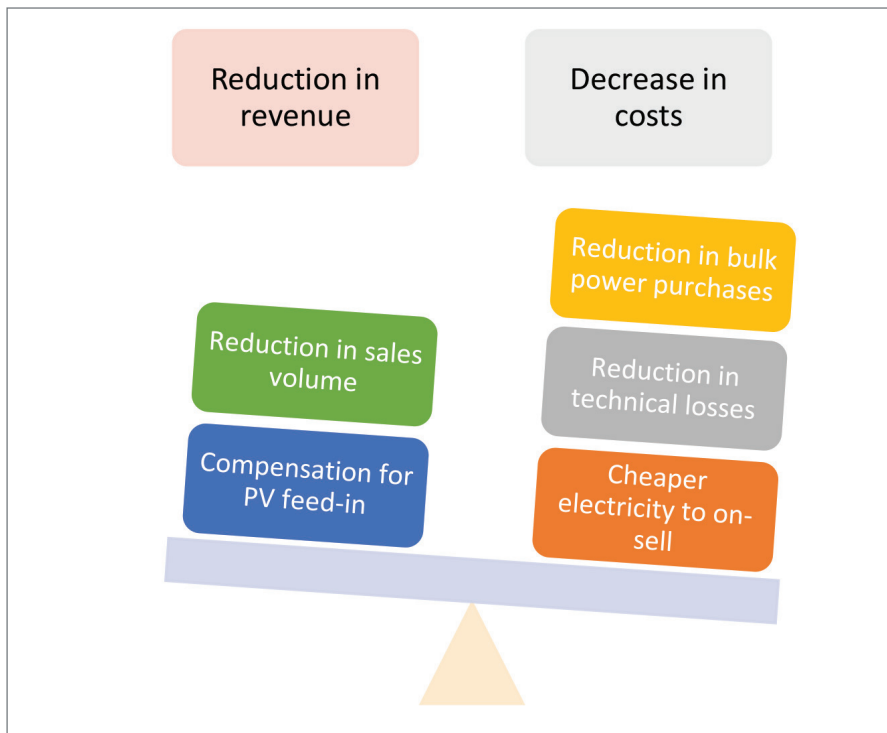 Reduction in
revenue
Decrease in
costs
Reduction in bulk
power purchases
Reduction in sales
volume
Reduction in
technical losses
Compensation for
PV feed-in
Cheaper
electricity to on-
sell